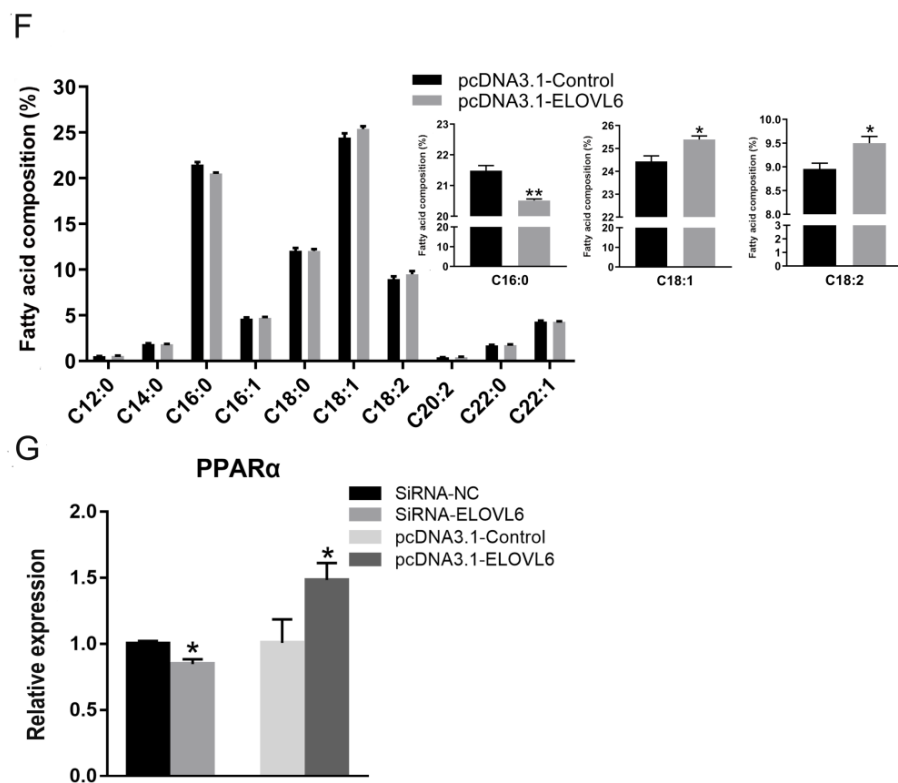 F
pcDNA3.1-Control
pcDNA3.1-ELOVL6
Fatty acid composition (%)
30
25
20
15
10
5
0
C12:0 C14:0 C16:0 C16:1 C18:0 C18:1 C18:2 C20:2 C22:0 C22:1
Fatty acid composition (%)
23
22
21
20
20
10
0
**
C16:0
Fatty acid composition (%)
26
25
24
23
22
20
10
0
*
C18:1
Fatty acid composition (%)
10.0
9.5
9.0
8.5
8.0
3
2
1
0
*
C18:2
G
PPARα
SiRNA-NC
SiRNA-ELOVL6
pcDNA3.1-Control
pcDNA3.1-ELOVL6
Relative expression
2.0
1.5
1.0
0.5
0.0
*
*